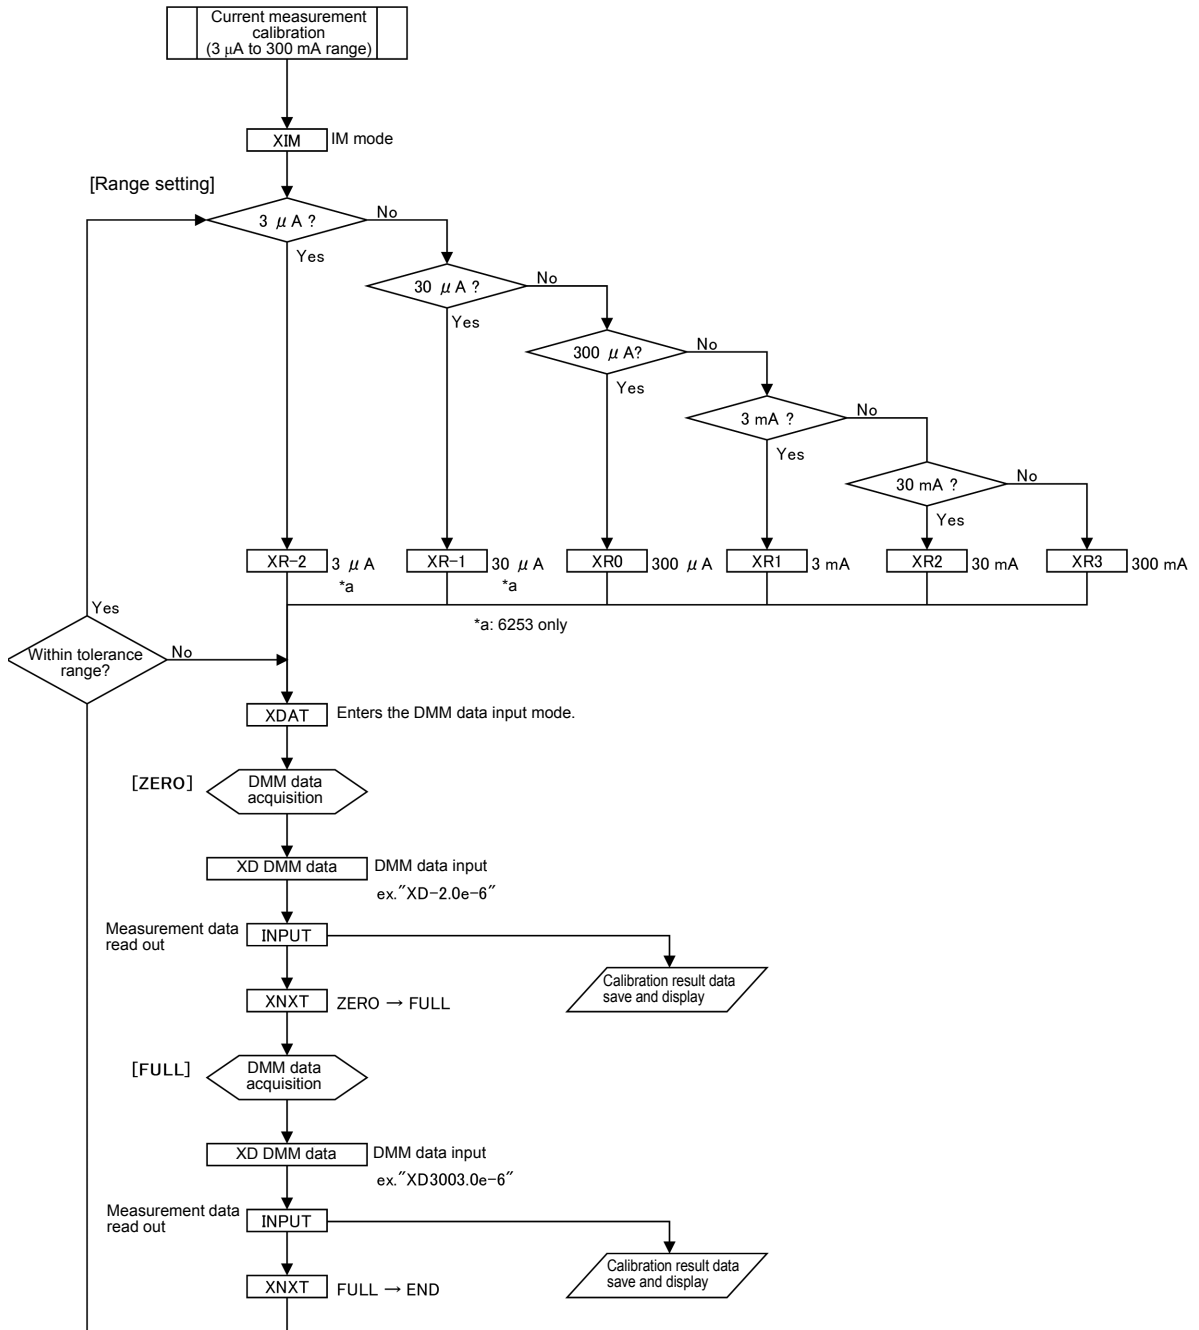 Current measurement
calibration
(3 μA to 300 mA range)
XIM
IM mode
[Range setting]
3 μ A ?
No
Yes
30 μ A ?
No
Yes
300 μ A?
No
Yes
3 mA ?
No
Yes
30 mA ?
No
Yes
XR-2
3 μ A
*a
XR-1
30 μ A
*a
XR0
300 μ A
XR1
3 mA
XR2
30 mA
XR3
300 mA
*a: 6253 only
Yes
Within tolerance
range?
No
XDAT
Enters the DMM data input mode.
[ZERO]
DMM data
acquisition
XD DMM data
DMM data input
ex."XD-2.0e-6"
Measurement data
read out
INPUT
Calibration result data
save and display
XNXT
ZERO → FULL
[FULL]
DMM data
acquisition
XD DMM data
DMM data input
ex."XD3003.0e-6"
Measurement data
read out
INPUT
Calibration result data
save and display
XNXT
FULL → END